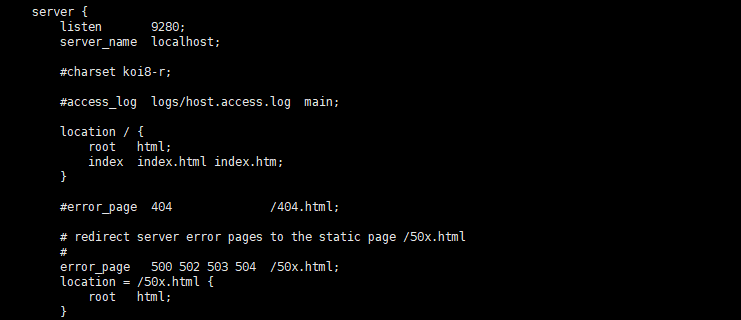 server {
listen       9280;
server_name  localhost;
#charset koi8-r;
#access_log  logs/host.access.log  main;
location / {
root   html;
index  index.html index.htm;
}
#error_page  404              /404.html;
# redirect server error pages to the static page /50x.html
#
error_page   500 502 503 504  /50x.html;
location = /50x.html {
root   html;
}